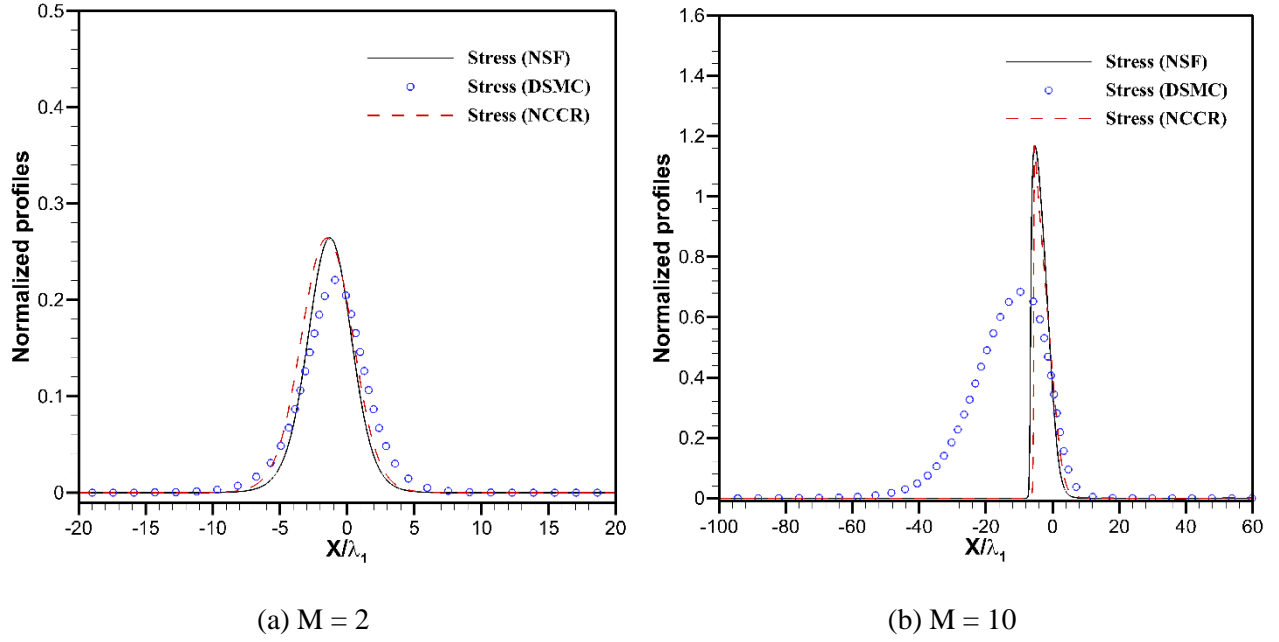 0.5
0.4
0.3
0.2
0.1
0
Normalized profiles
Stress (NSF)
Stress (DSMC)
Stress (NCCR)
-20 -15 -10 -5 0 5 10 15 20
X/λ₁
(a) M = 2
1.6
1.4
1.2
1
0.8
0.6
0.4
0.2
0
Normalized profiles
Stress (NSF)
Stress (DSMC)
Stress (NCCR)
-100 -80 -60 -40 -20 0 20 40 60
X/λ₁
(b) M = 10